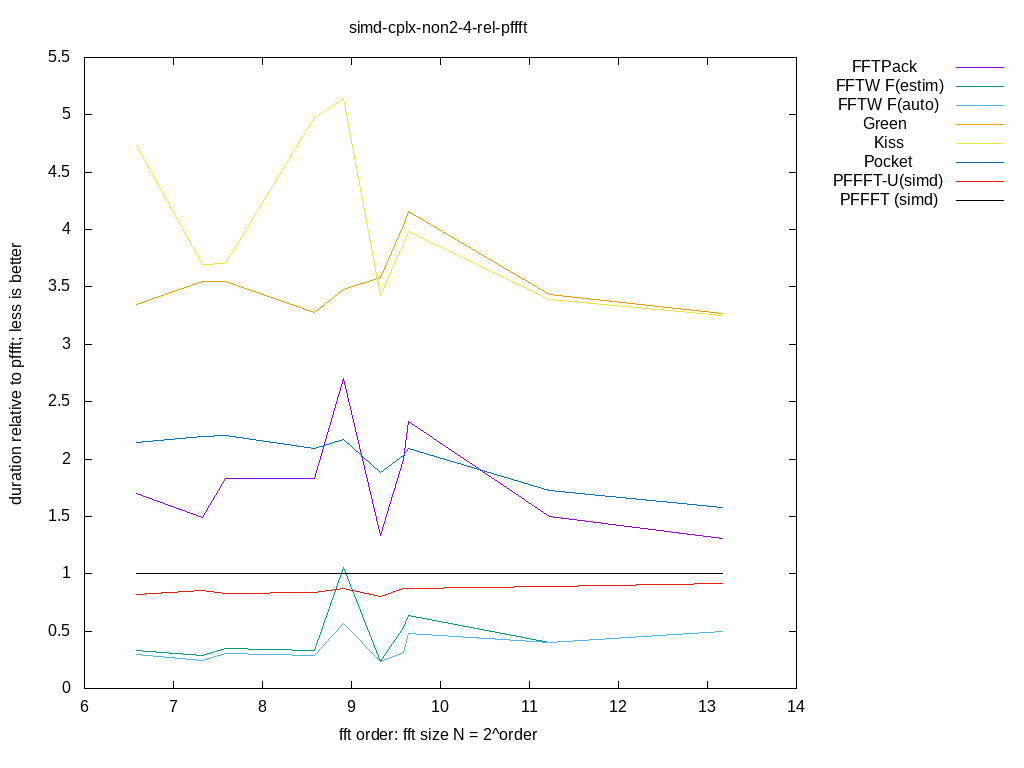 simd-cplx-non2-4-rel-pffft
5.5
5
4.5
4
3.5
3
2.5
2
1.5
1
0.5
0
6 7 8 9 10 11 12 13 14
duration relative to pffft; less is better
fft order: fft size N = 2^order
FFTPack
FFTW F(estim)
FFTW F(auto)
Green
Kiss
Pocket
PFFFT-U(simd)
PFFFT (simd)